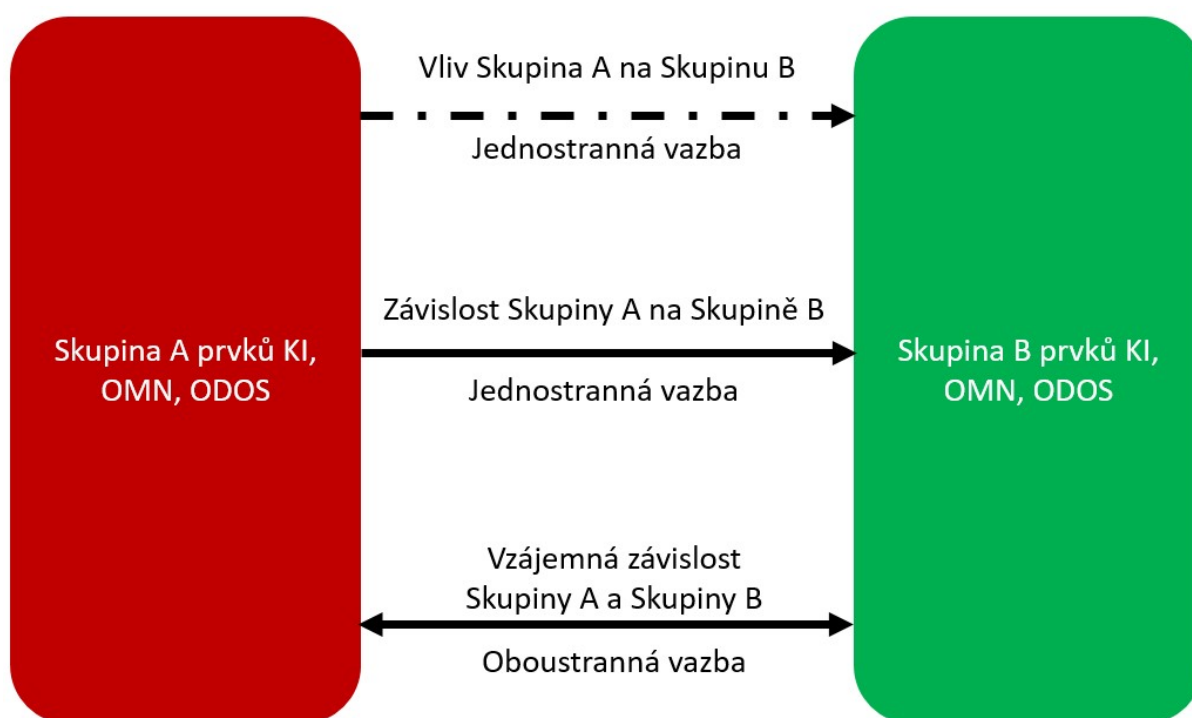 Vliv Skupina A na Skupinu B
Jednostranná vazba
Závislost Skupiny A na Skupině B
Skupina A prvků KI,
OMN, ODOS
Jednostranná vazba
Skupina B prvků KI,
OMN, ODOS
Vzájemná závislost
Skupiny A a Skupiny B
Oboustranná vazba